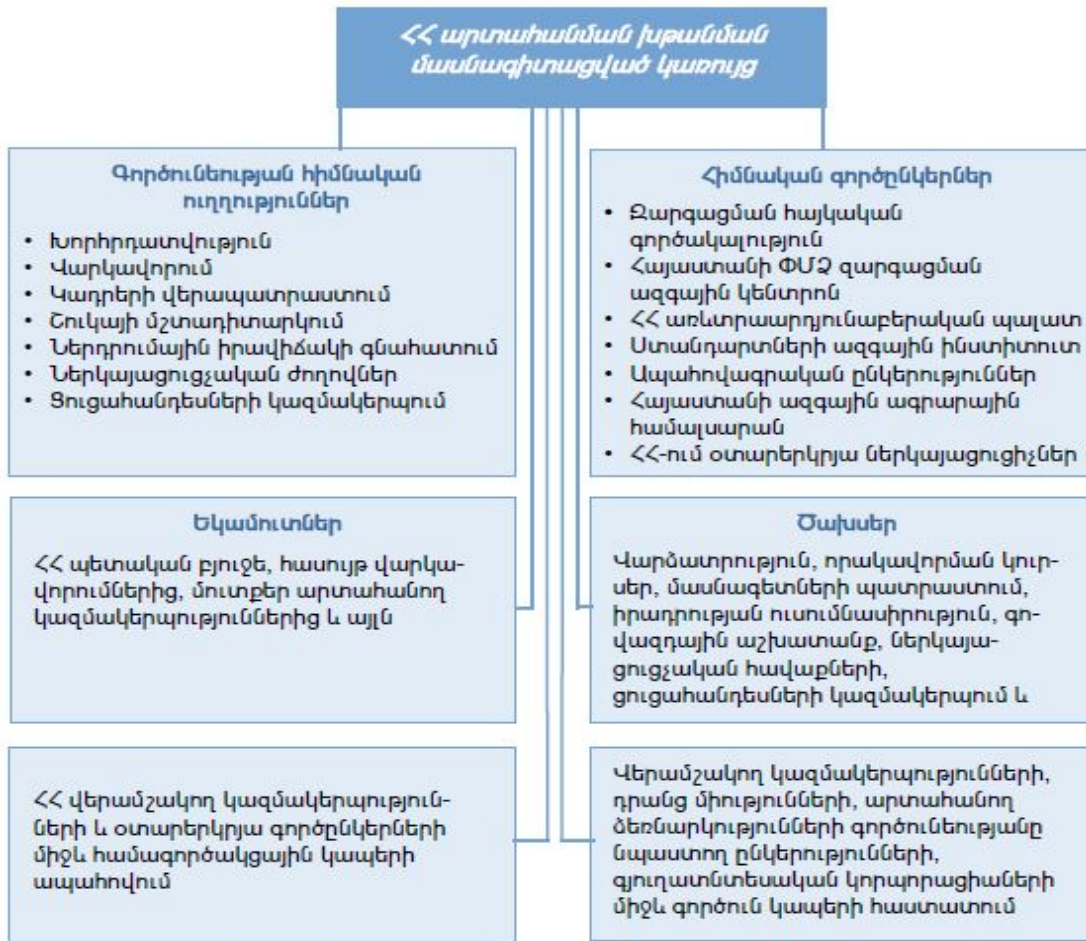 ՀՀ արտահանման խթանման
մասնագիտացված կառույց
Գործունեության հիմնական
ուղղություններ
• Խորհրդատվություն
• Վարկավորում
• Կադրերի վերապատրաստում
• Շուկայի մշտադիտարկում
• Ներդրումային իրավիճակի գնահատում
• Ներկայացուցչական ժողովներ
• Ցուցահանդեսների կազմակերպում
Հիմնական գործընկերներ
• Զարգացման հայկական
գործակալություն
• Հայաստանի ՓՄՁ զարգացման
ազգային կենտրոն
• ՀՀ առևտրաարդյունաբերական պալատ
• Ստանդարտների ազգային ինստիտուտ
• Ապահովագրական ընկերություններ
• Հայաստանի ազգային ագրարային
համալսարան
• ՀՀ-ում օտարերկրյա ներկայացուցիչներ
Եկամուտներ
ՀՀ պետական բյուջե, հասույթ վարկա-
վորումներից, մուտքեր արտահանող
կազմակերպություններից և այլն
Ծախսեր
Վարձատրություն, որակավորման կուր-
սեր, մասնագետների պատրաստում,
իրադրության ուսումնասիրություն, գո-
վազդային աշխատանք, ներկայա-
ցուցչական հավաքների,
ցուցահանդեսների կազմակերպում և
ՀՀ վերամշակող կազմակերպություն-
ների և օտարերկրյա գործընկերների
միջև համագործակցային կապերի
ապահովում
Վերամշակող կազմակերպությունների,
դրանց միությունների, արտահանող
ձեռնարկությունների գործունեությանը
նպաստող ընկերությունների,
գյուղատնտեսական կորպորացիաների
միջև գործուն կապերի հաստատում